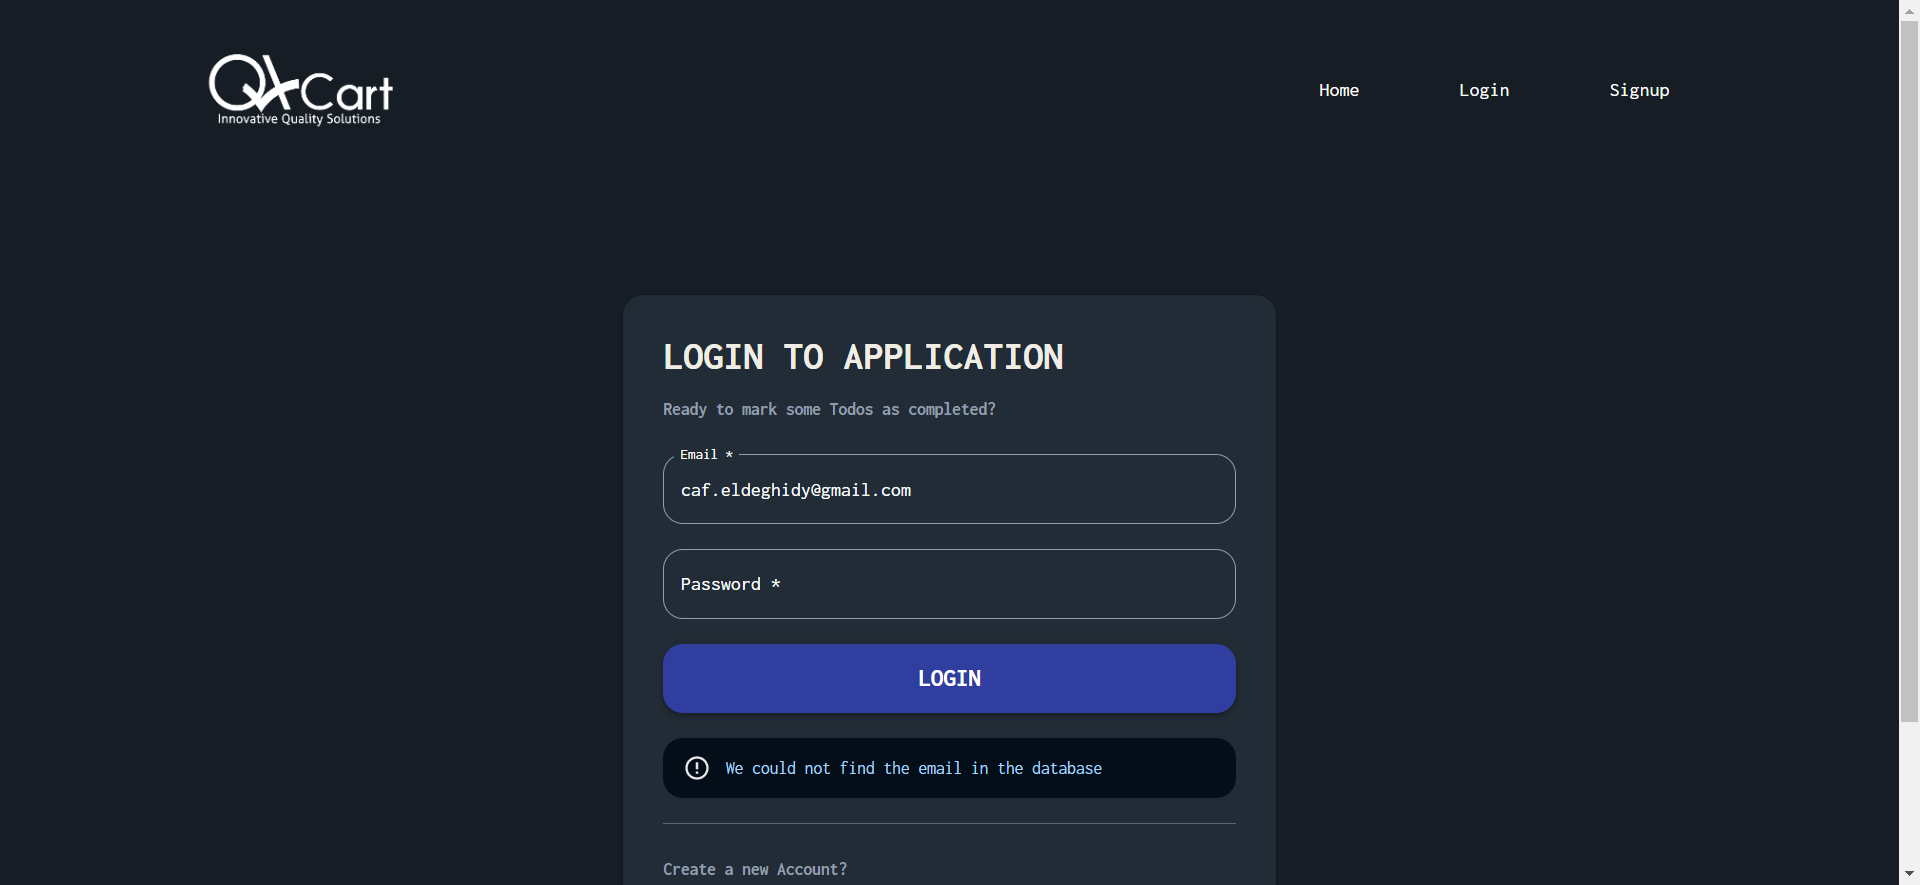 QACart
Innovative Quality Solutions
Home
Login
Signup
LOGIN TO APPLICATION
Ready to mark some Todos as completed?
Email *
caf.eldeghidy@gmail.com
Password *
LOGIN
We could not find the email in the database
Create a new Account?